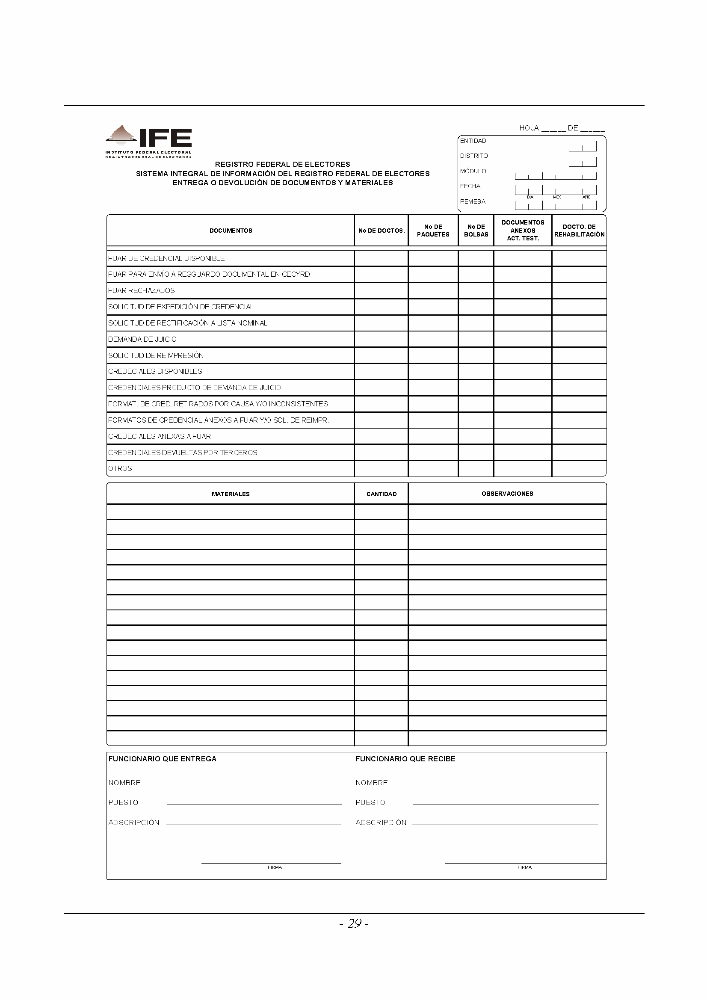 IFE
INSTITUTO FEDERAL ELECTORAL
REGISTRO FEDERAL DE ELECTORES
HOJA ______ DE ______
REGISTRO FEDERAL DE ELECTORES
SISTEMA INTEGRAL DE INFORMACIÓN DEL REGISTRO FEDERAL DE ELECTORES
ENTREGA O DEVOLUCIÓN DE DOCUMENTOS Y MATERIALES
ENTIDAD
DISTRITO
MÓDULO
FECHA
DIA MES AÑO
REMESA
DOCUMENTOS
No DE DOCTOS.
No DE
PAQUETES
No DE
BOLSAS
DOCUMENTOS
ANEXOS
ACT. TEST.
DOCTO. DE
REHABILITACIÓN
FUAR DE CREDENCIAL DISPONIBLE
FUAR PARA ENVÍO A RESGUARDO DOCUMENTAL EN CECYRD
FUAR RECHAZADOS
SOLICITUD DE EXPEDICIÓN DE CREDENCIAL
SOLICITUD DE RECTIFICACIÓN A LISTA NOMINAL
DEMANDA DE JUICIO
SOLICITUD DE REIMPRESIÓN
CREDECIALES DISPONIBLES
CREDENCIALES PRODUCTO DE DEMANDA DE JUICIO
FORMAT. DE CRED. RETIRADOS POR CAUSA Y/O INCONSISTENTES
FORMATOS DE CREDENCIAL ANEXOS A FUAR Y/O SOL. DE REIMPR.
CREDECIALES ANEXAS A FUAR
CREDENCIALES DEVUELTAS POR TERCEROS
OTROS
MATERIALES CANTIDAD OBSERVACIONES
FUNCIONARIO QUE ENTREGA FUNCIONARIO QUE RECIBE
NOMBRE NOMBRE
PUESTO PUESTO
ADSCRIPCIÓN ADSCRIPCIÓN
FIRMA FIRMA
- 29 -